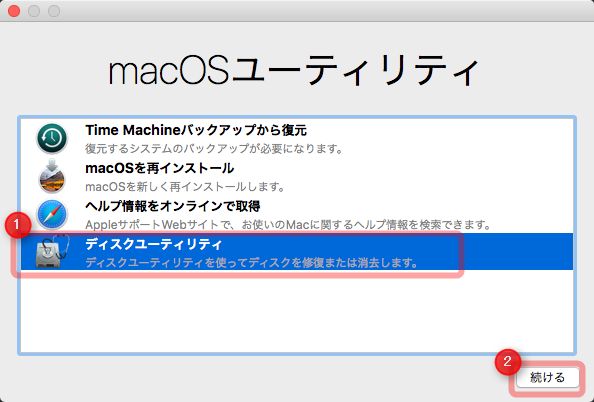 macOSユーティリティ
Time Machineバックアップから復元
復元するシステムのバックアップが必要になります。
macOSを再インストール
macOSを新しく再インストールします。
ヘルプ情報をオンラインで取得
AppleサポートWebサイトで、お使いのMacに関するヘルプ情報を検索できます。
1
ディスクユーティリティ
ディスクユーティリティを使ってディスクを修復または消去します。
2
続ける